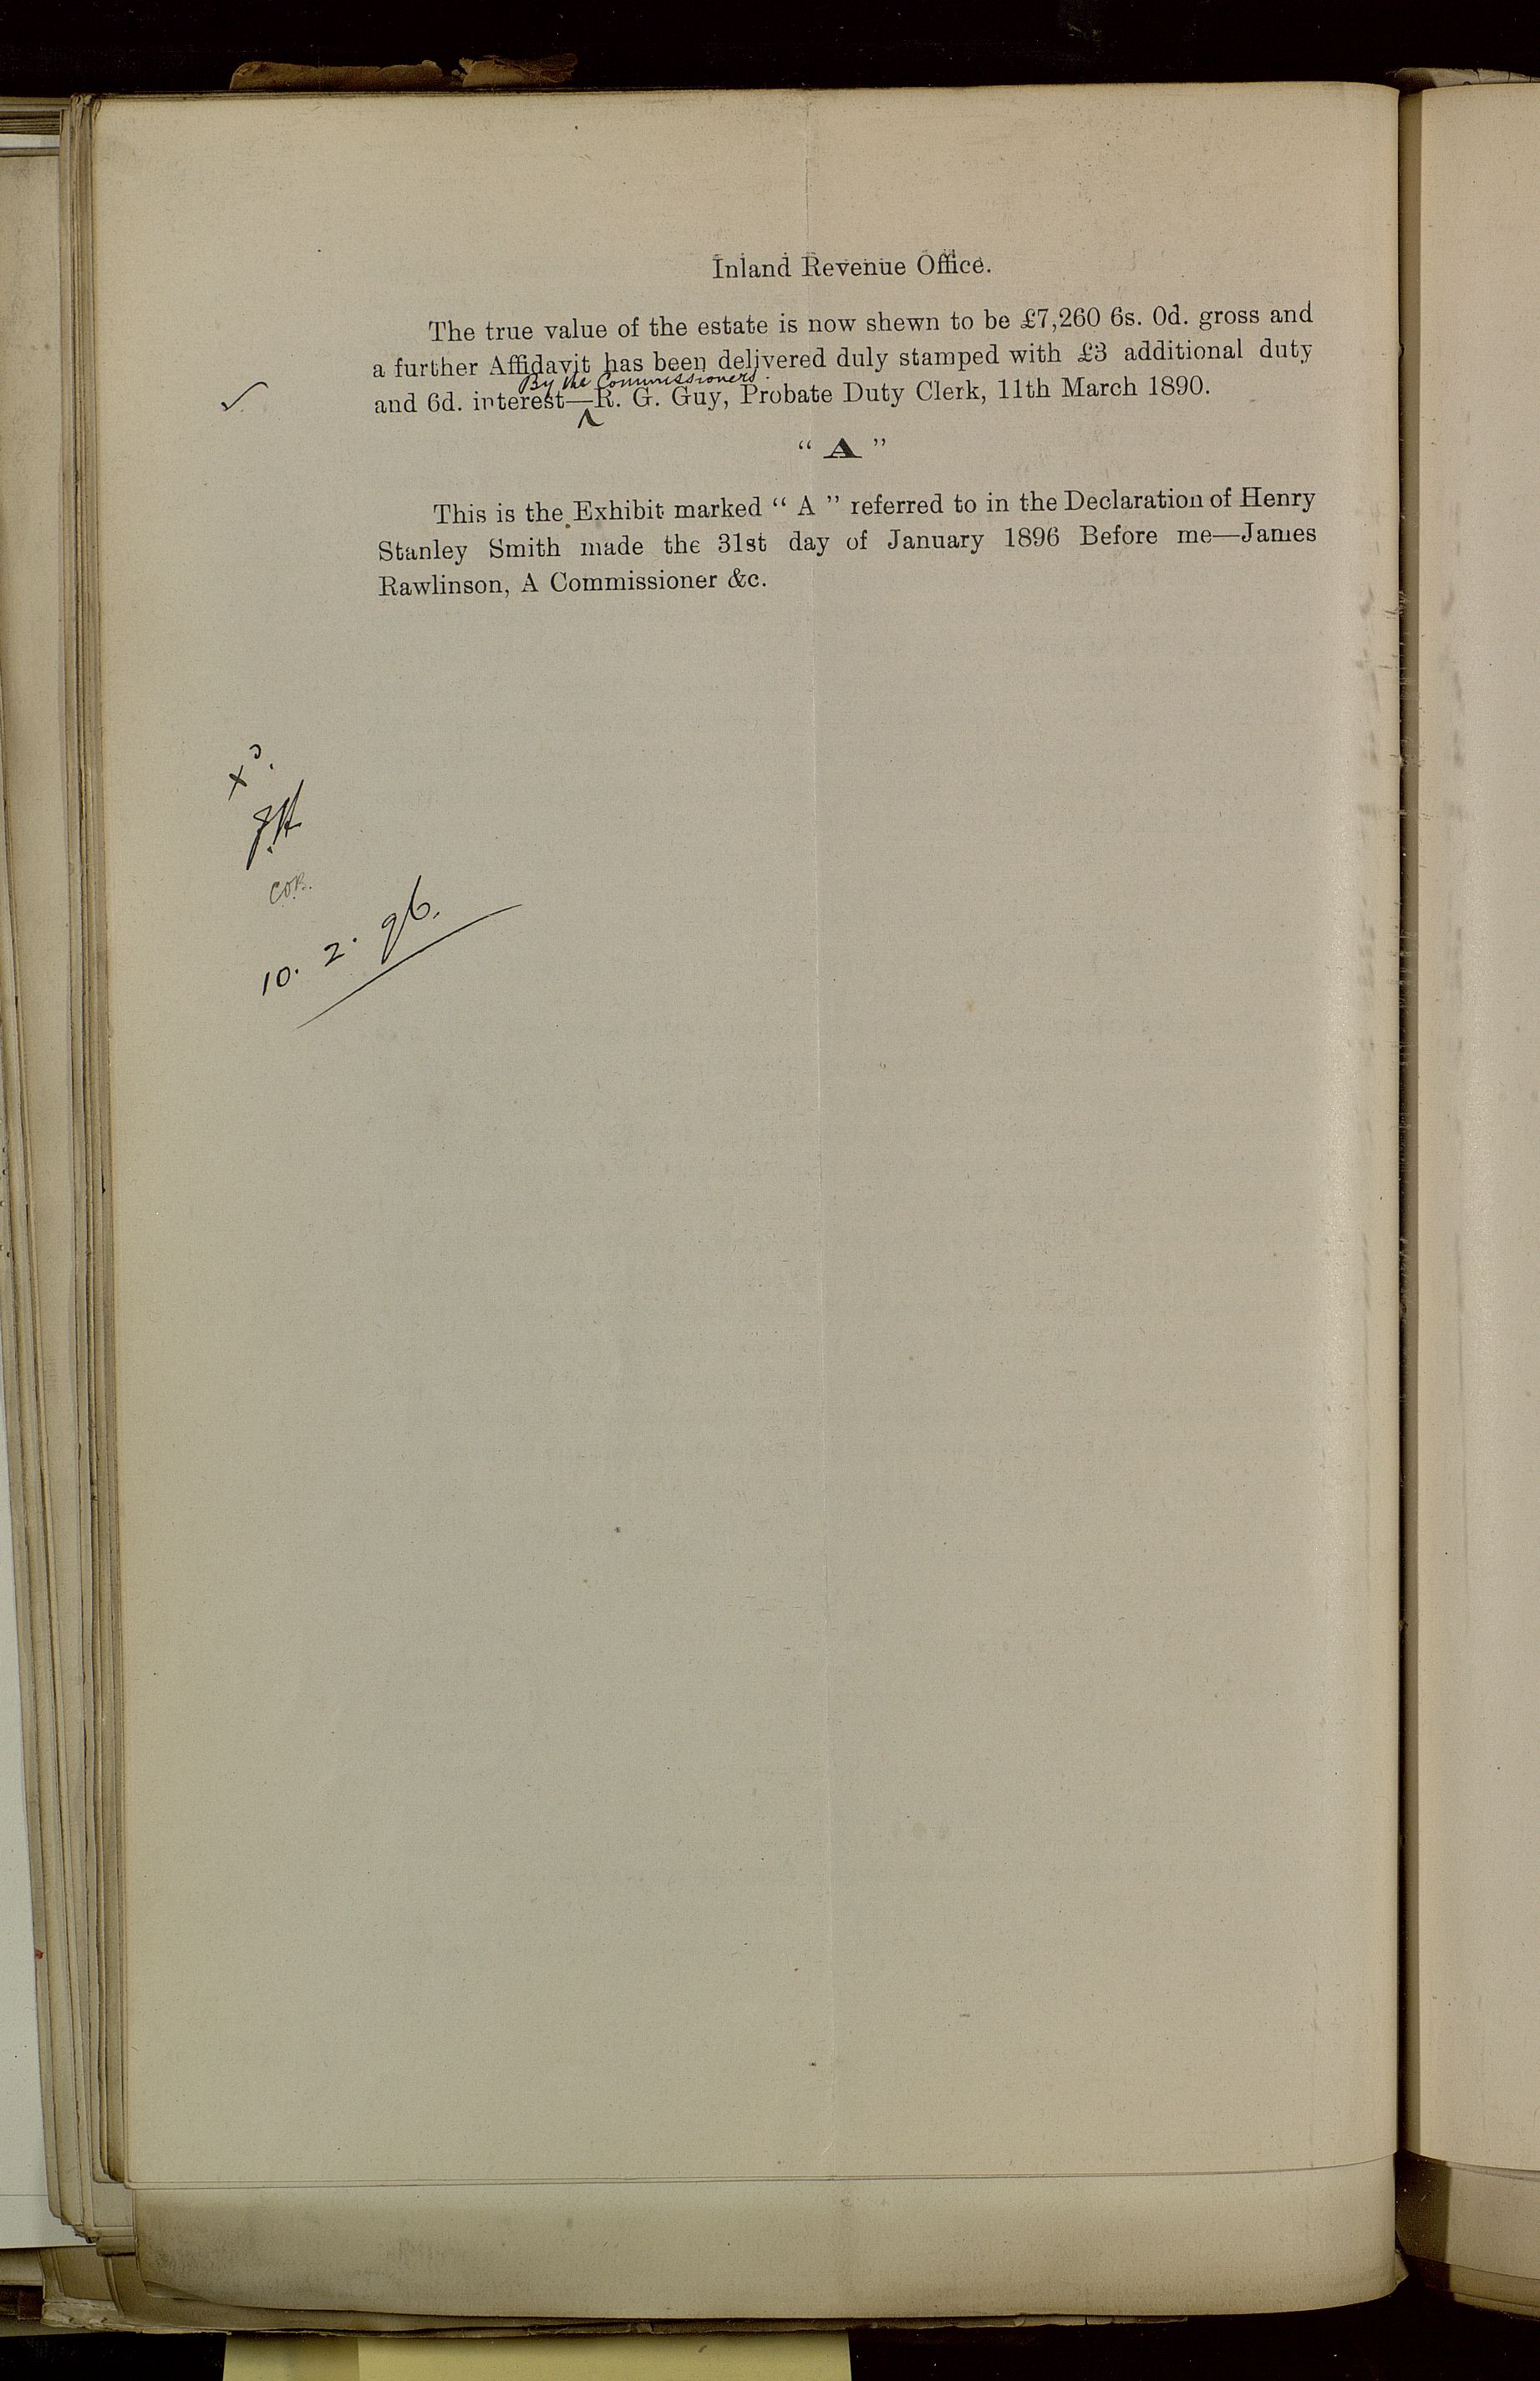 Inland Revenue Office.
The true value of the estate is now shewn to be £7,260 6s. 0d. gross and
a further Affidavit has been delivered duly stamped with £3 additional duty
By the Commissioners
and 6d. interest—R. G. Guy, Probate Duty Clerk, 11th March 1890.
“ A ”
This is the Exhibit marked “ A ” referred to in the Declaration of Henry
Stanley Smith made the 31st day of January 1896 Before me—James
Rawlinson, A Commissioner &c.
10. 2. 96.